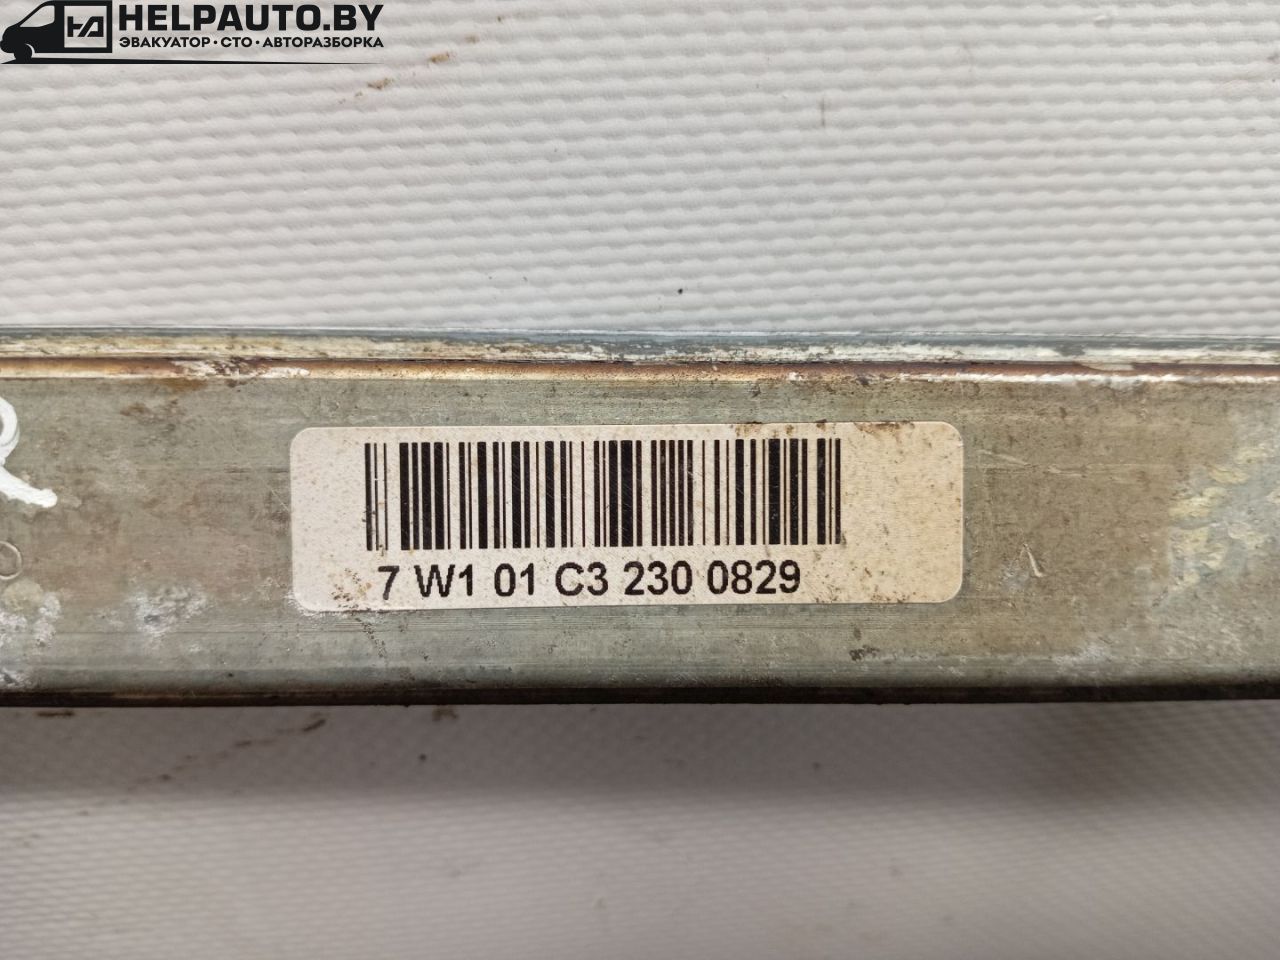 HELPAUTO.BY
ЭВАКУАТОР · СТО · АВТОРАЗБОРКА
7 W1 01 C3 230 0829